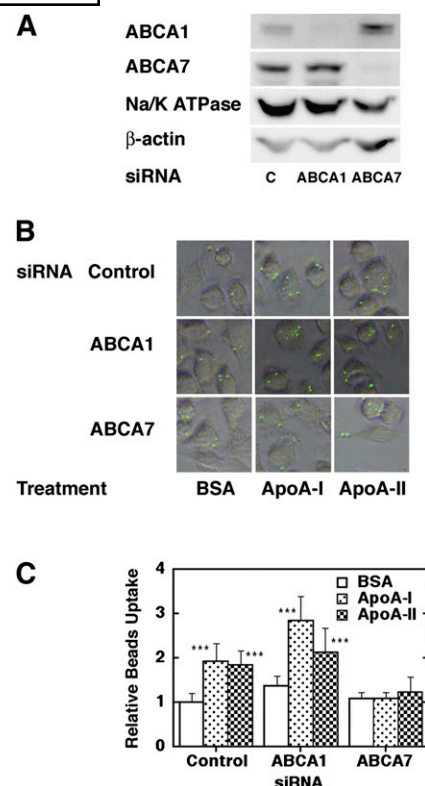 A
ABCA1
ABCA7
Na/K ATPase
β-actin
siRNA C ABCA1 ABCA7
B
siRNA Control
ABCA1
ABCA7
Treatment BSA ApoA-I ApoA-II
C
Relative Beads Uptake
4
3
2
1
0
BSA
ApoA-I
ApoA-II
*** *** *** ***
Control ABCA1 ABCA7
siRNA